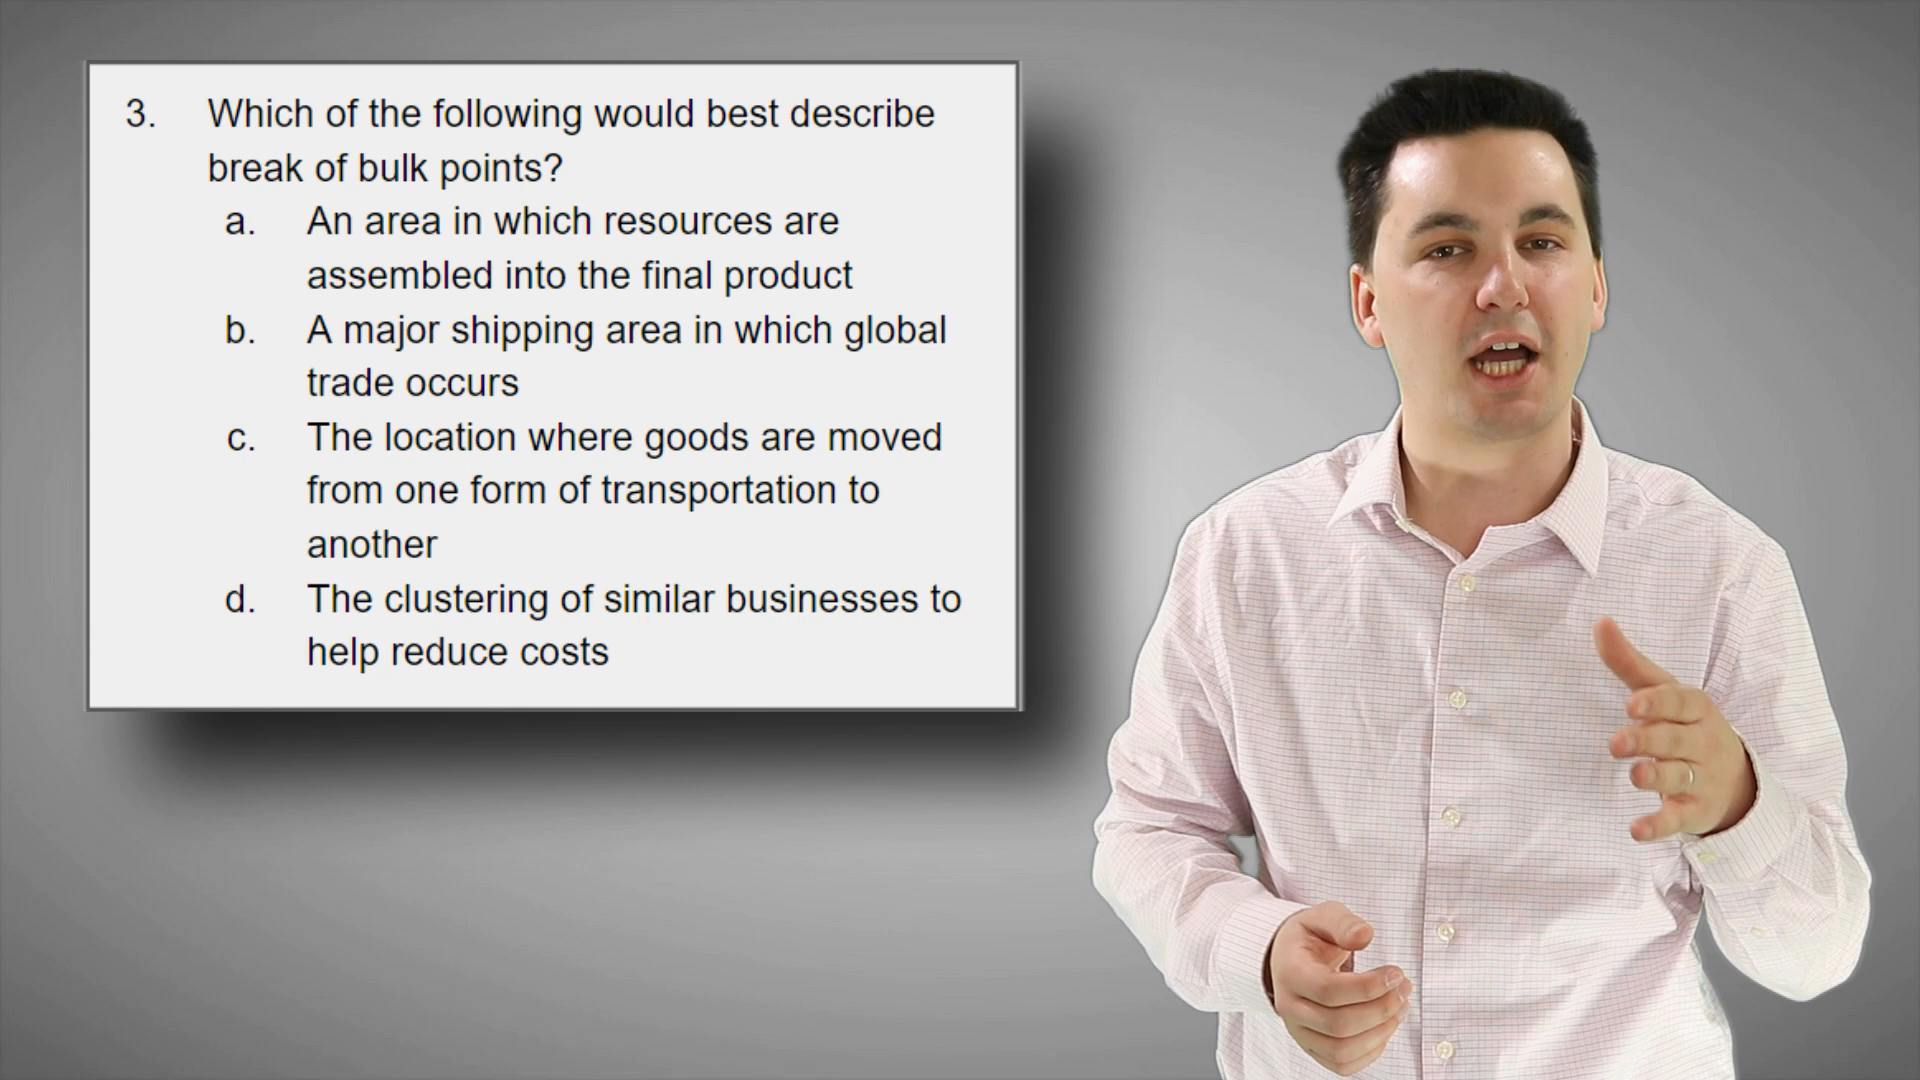 3. Which of the following would best describe
break of bulk points?
a. An area in which resources are
assembled into the final product
b. A major shipping area in which global
trade occurs
c. The location where goods are moved
from one form of transportation to
another
d. The clustering of similar businesses to
help reduce costs